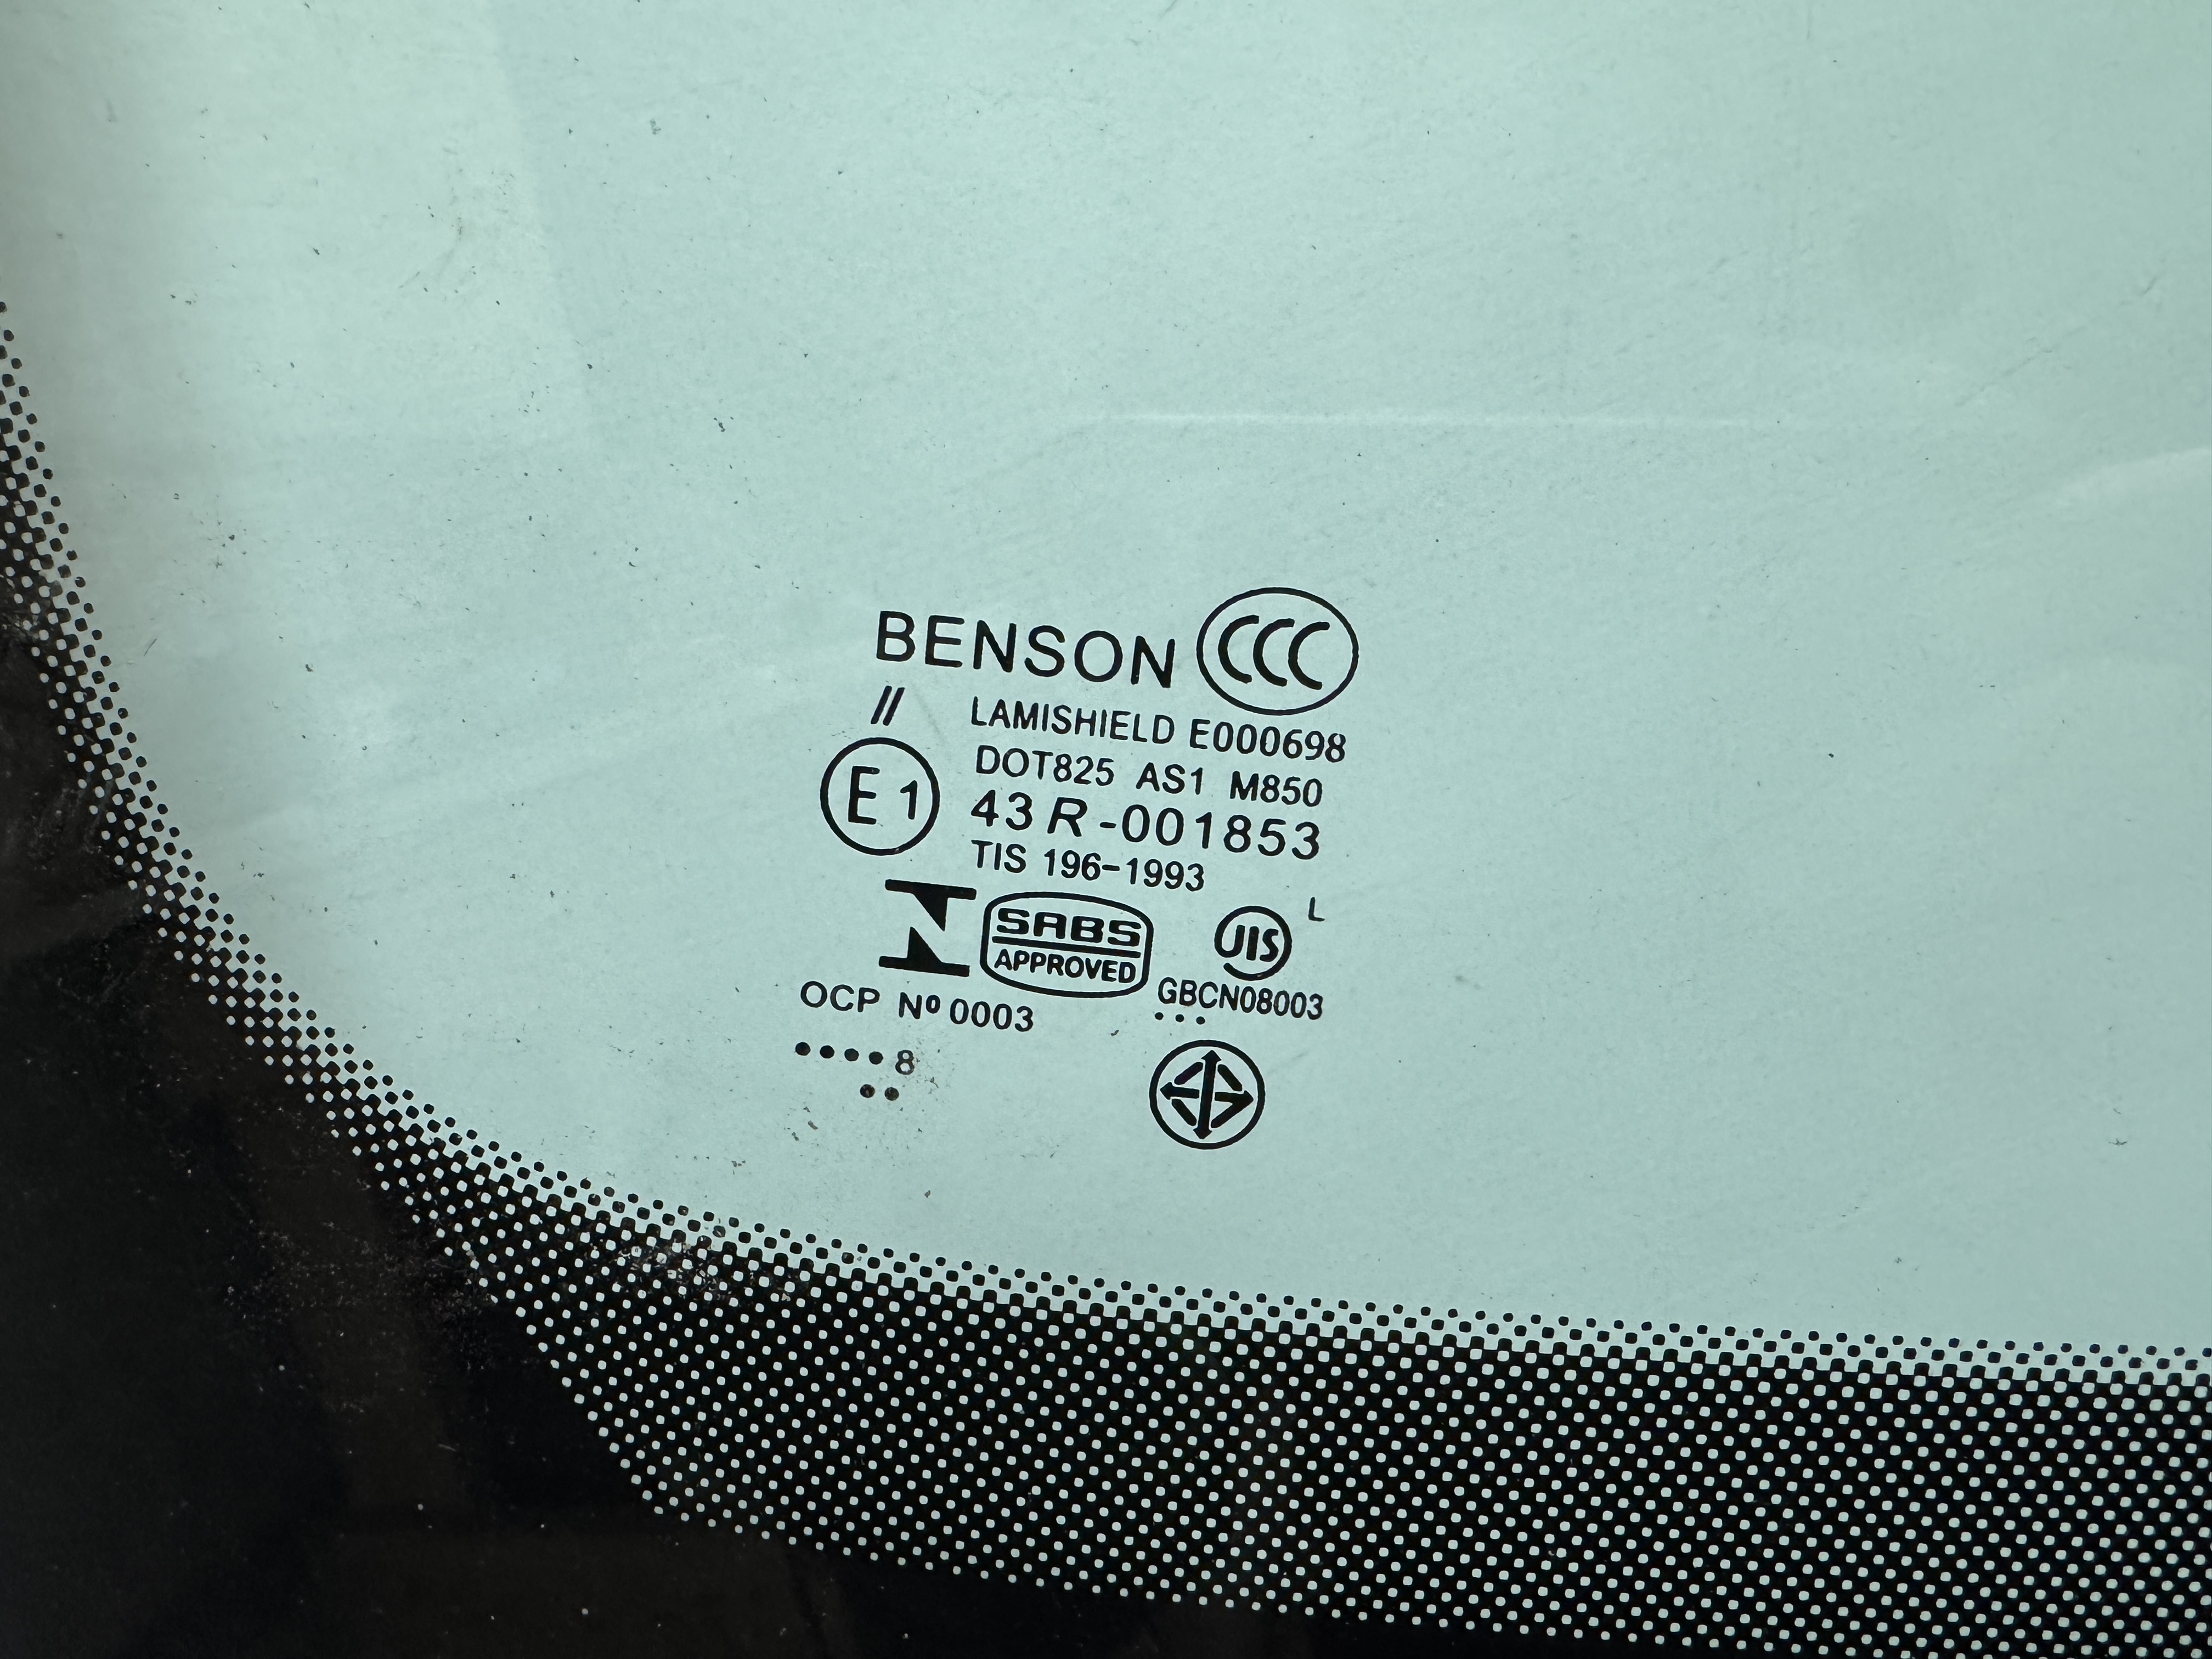 BENSON CCC
// LAMISHIELD E000698
DOT825 AS1 M850
E1 43R-001853
TIS 196-1993
L
SABS
APPROVED
JIS
OCP Nº 0003
GBCN08003
••••8